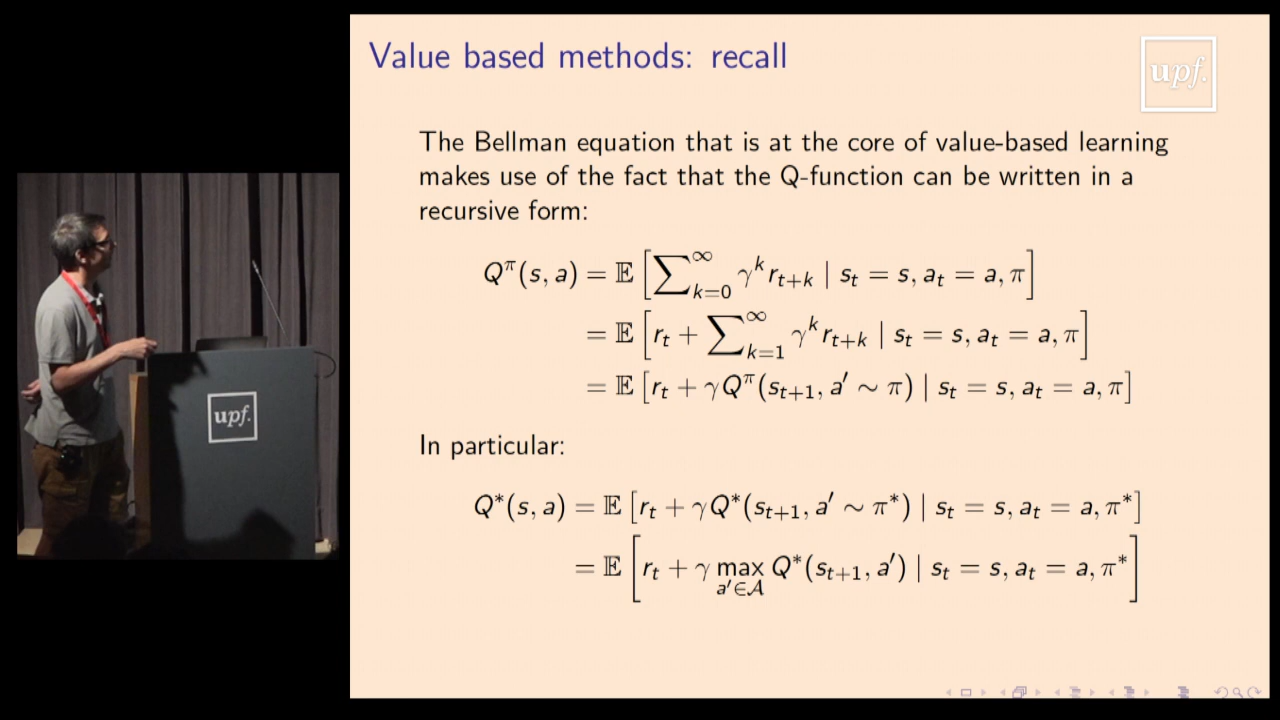 Value based methods: recall
upf.
The Bellman equation that is at the core of value-based learning
makes use of the fact that the Q-function can be written in a
recursive form:
Q^π(s, a) = 𝔼 [∑_{k=0}^{∞} γ^k r_{t+k} | s_t = s, a_t = a, π]
= 𝔼 [r_t + ∑_{k=1}^{∞} γ^k r_{t+k} | s_t = s, a_t = a, π]
= 𝔼 [r_t + γQ^π(s_{t+1}, a′ ∼ π) | s_t = s, a_t = a, π]
In particular:
Q*(s, a) = 𝔼 [r_t + γQ*(s_{t+1}, a′ ∼ π*) | s_t = s, a_t = a, π*]
= 𝔼 [r_t + γ max_{a′∈𝒜} Q*(s_{t+1}, a′) | s_t = s, a_t = a, π*]
upf.